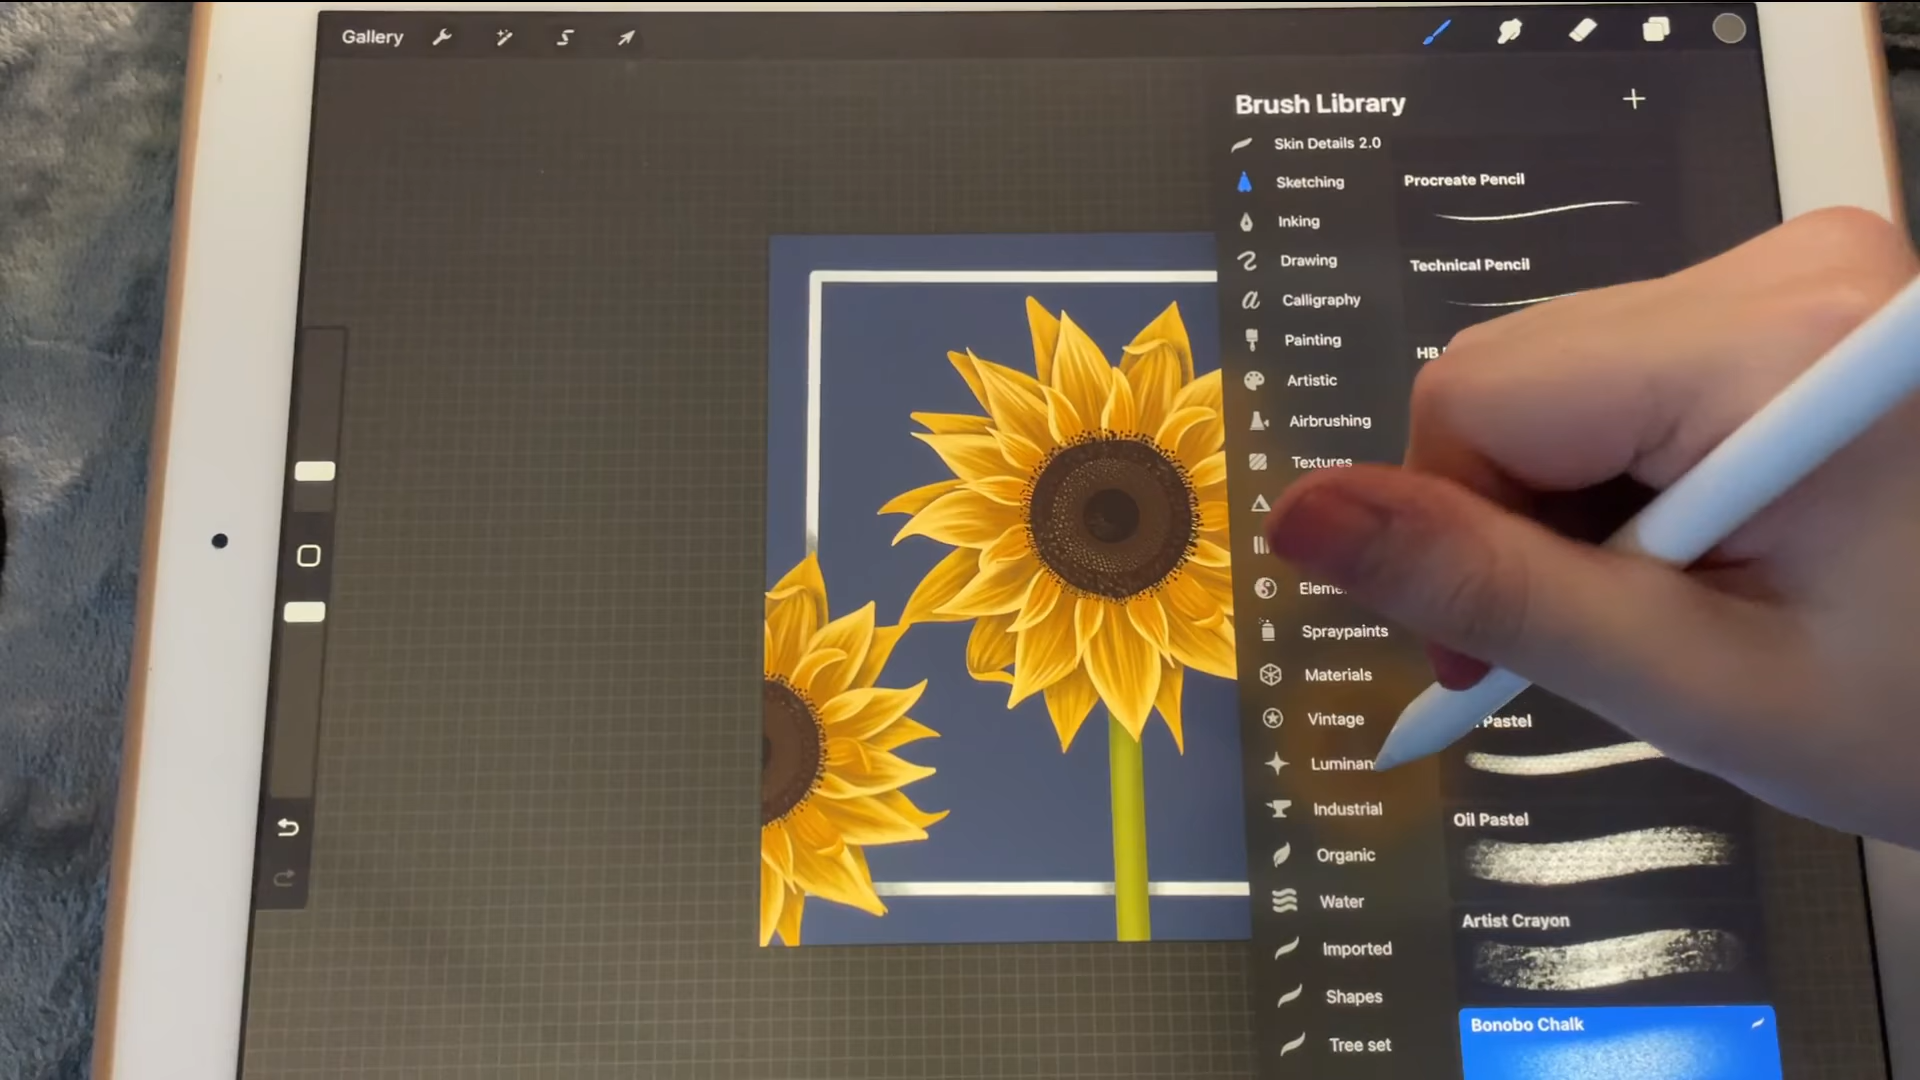 Gallery
Brush Library
Skin Details 2.0
Sketching
Inking
Drawing
Calligraphy
Painting
Artistic
Airbrushing
Textures
Spraypaints
Materials
Vintage
Industrial
Organic
Water
Imported
Shapes
Tree set
Procreate Pencil
Technical Pencil
HB
Pastel
Oil Pastel
Artist Crayon
Bonobo Chalk